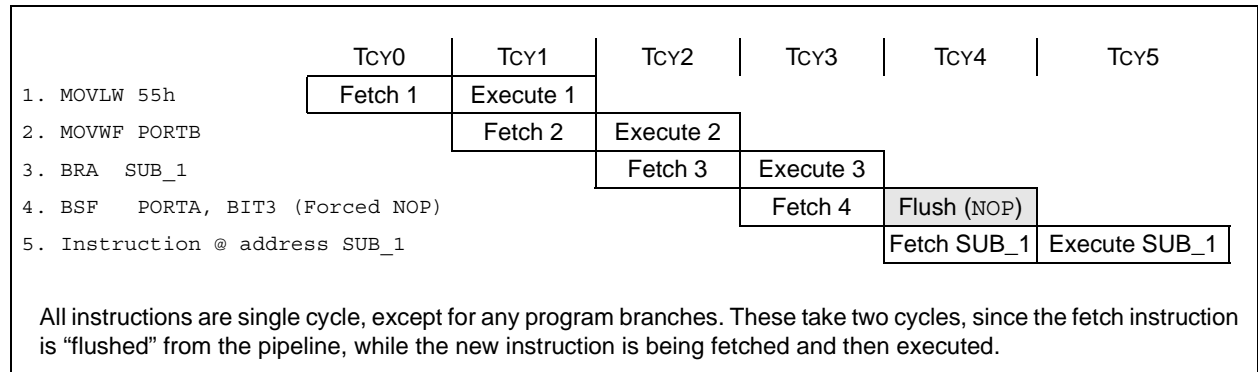 TCY0 TCY1 TCY2 TCY3 TCY4 TCY5
1. MOVLW 55h Fetch 1 Execute 1
2. MOVWF PORTB Fetch 2 Execute 2
3. BRA SUB_1 Fetch 3 Execute 3
4. BSF PORTA, BIT3 (Forced NOP) Fetch 4 Flush (NOP)
5. Instruction @ address SUB_1 Fetch SUB_1 Execute SUB_1
All instructions are single cycle, except for any program branches. These take two cycles, since the fetch instruction
is “flushed” from the pipeline, while the new instruction is being fetched and then executed.